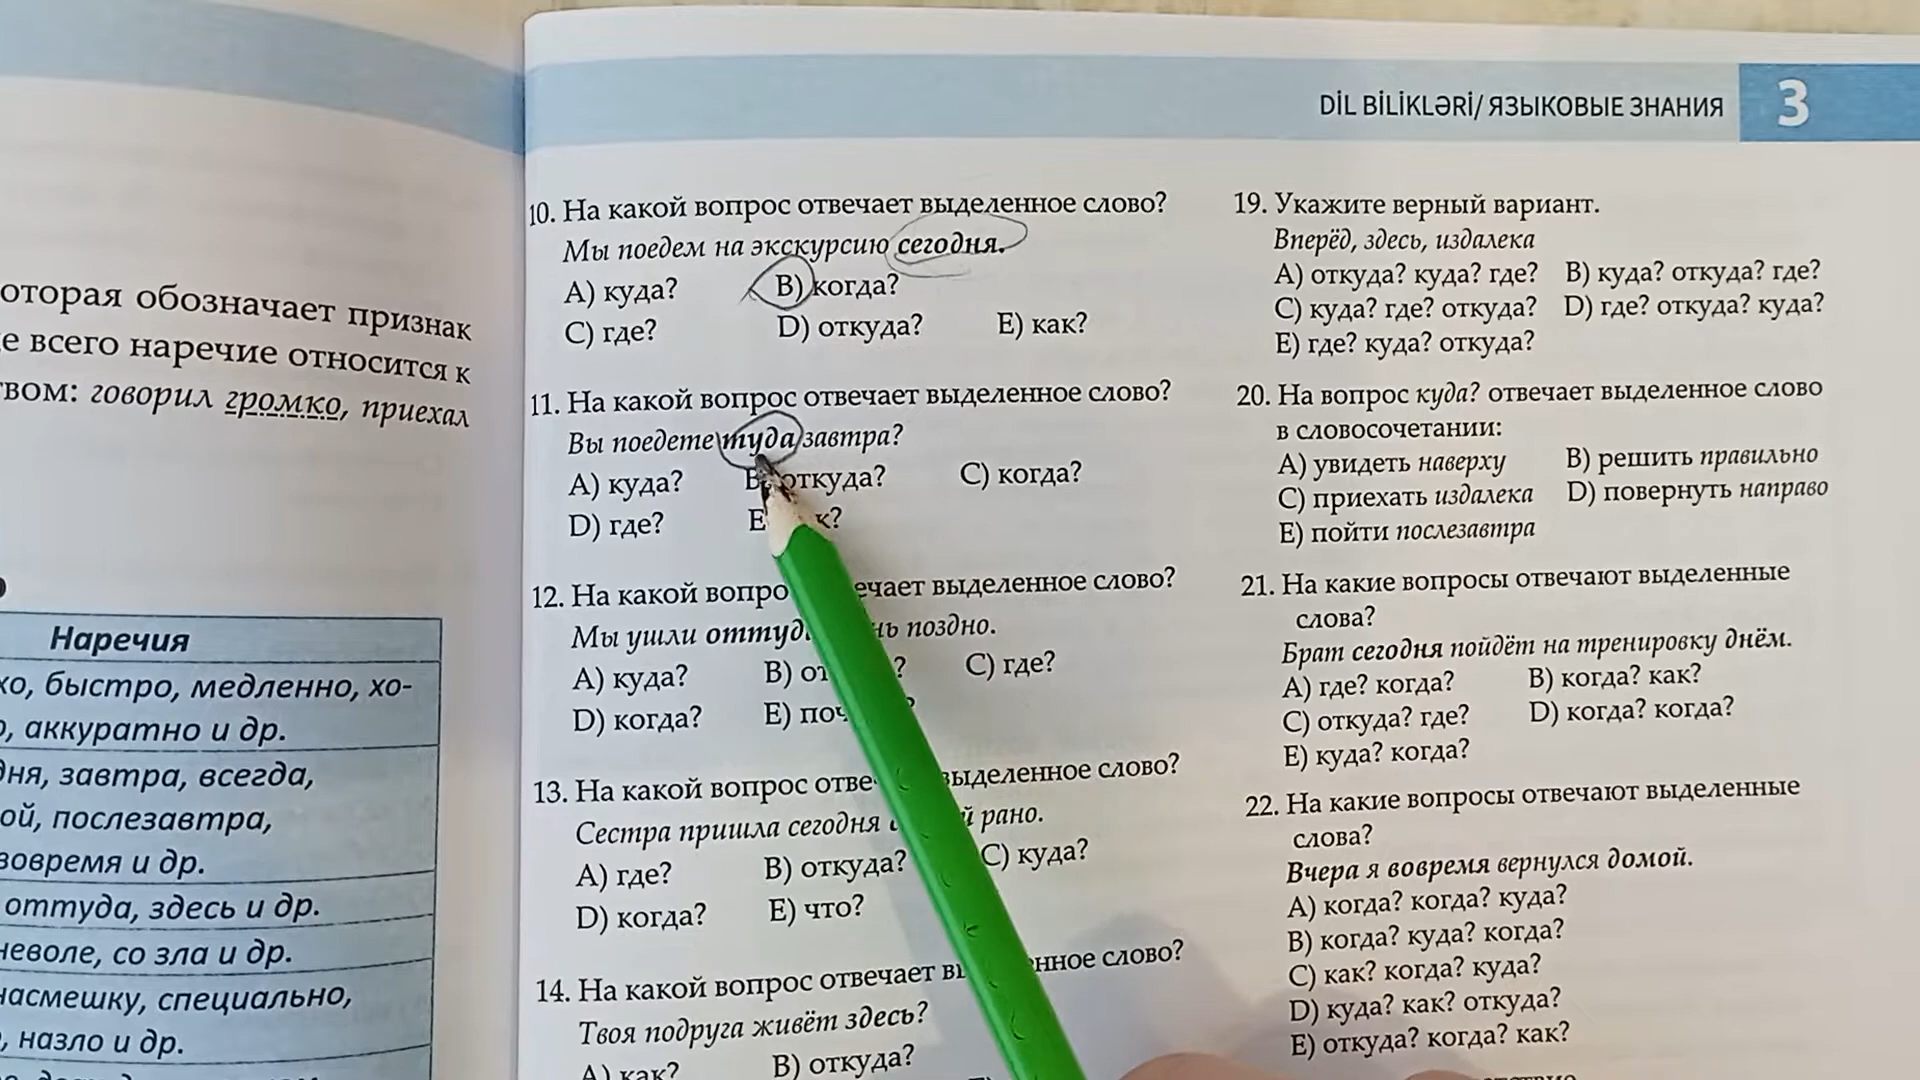 DİL BİLİKLƏRİ/ ЯЗЫКОВЫЕ ЗНАНИЯ 3
оторая обозначает признак
е всего наречие относится к
твом: говорил громко, приехал
Наречия
быстро, медленно, хо-
аккуратно и др.
завтра, всегда,
послезавтра,
вовремя и др.
оттуда, здесь и др.
со зла и др.
специально,
назло и др.
10. На какой вопрос отвечает выделенное слово?
Мы поедем на экскурсию сегодня.
A) куда? B) когда?
C) где? D) откуда? E) как?
11. На какой вопрос отвечает выделенное слово?
Вы поедете туда завтра?
A) куда? B) откуда? C) когда?
D) где? E) к?
12. На какой вопро ечает выделенное слово?
Мы ушли оттуд нь поздно.
A) куда? B) от ? C) где?
D) когда? E) поч ?
13. На какой вопрос отве выделенное слово?
Сестра пришла сегодня й рано.
A) где? B) откуда? C) куда?
D) когда? E) что?
14. На какой вопрос отвечает вы нное слово?
Твоя подруга живёт здесь?
A) как? B) откуда?
19. Укажите верный вариант.
Вперёд, здесь, издалека
A) откуда? куда? где? B) куда? откуда? где?
C) куда? где? откуда? D) где? откуда? куда?
E) где? куда? откуда?
20. На вопрос куда? отвечает выделенное слово
в словосочетании:
A) увидеть наверху B) решить правильно
C) приехать издалека D) повернуть направо
E) пойти послезавтра
21. На какие вопросы отвечают выделенные
слова?
Брат сегодня пойдёт на тренировку днём.
A) где? когда? B) когда? как?
C) откуда? где? D) когда? когда?
E) куда? когда?
22. На какие вопросы отвечают выделенные
слова?
Вчера я вовремя вернулся домой.
A) когда? когда? куда?
B) когда? куда? когда?
C) как? когда? куда?
D) куда? как? откуда?
E) откуда? когда? как?